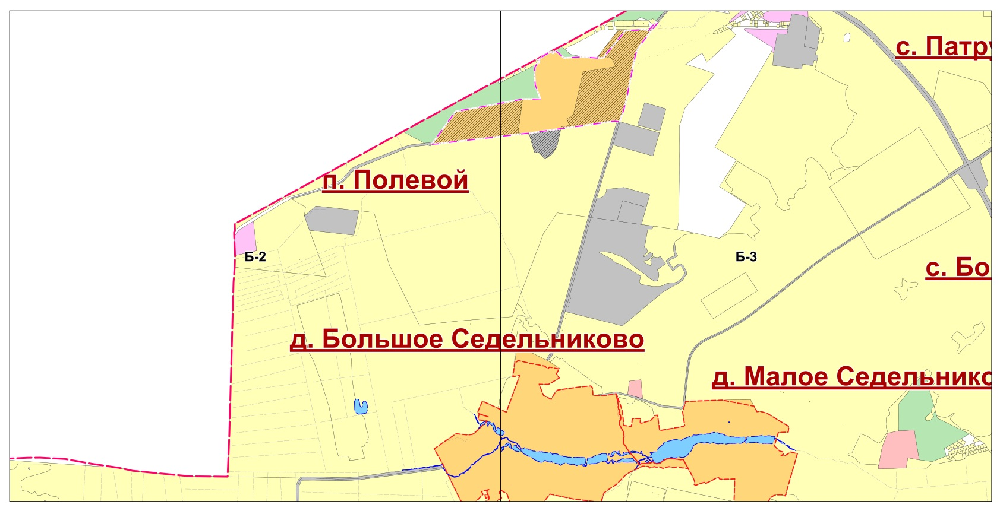 с. Патру
п. Полевой
Б-2
Б-3
с. Бо
д. Большое Седельниково
д. Малое Седельнико